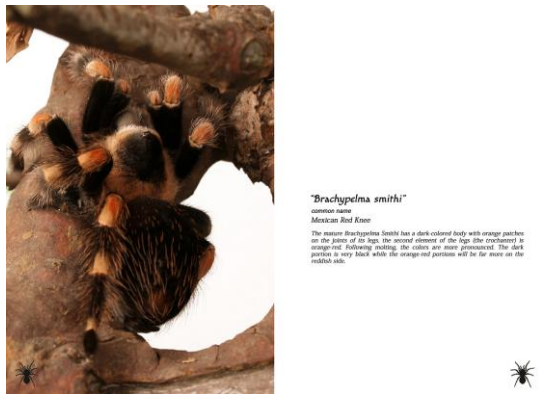 "Brachypelma smithi"
common name
Mexican Red Knee
The mature Brachypelma Smithi has a dark-colored body with orange patches
on the joints of its legs, the second element of the legs (the trochanter) is
orange-red. Following molting, the colors are more pronounced. The dark
portion is very black while the orange-red portions will be far more on the
reddish side.